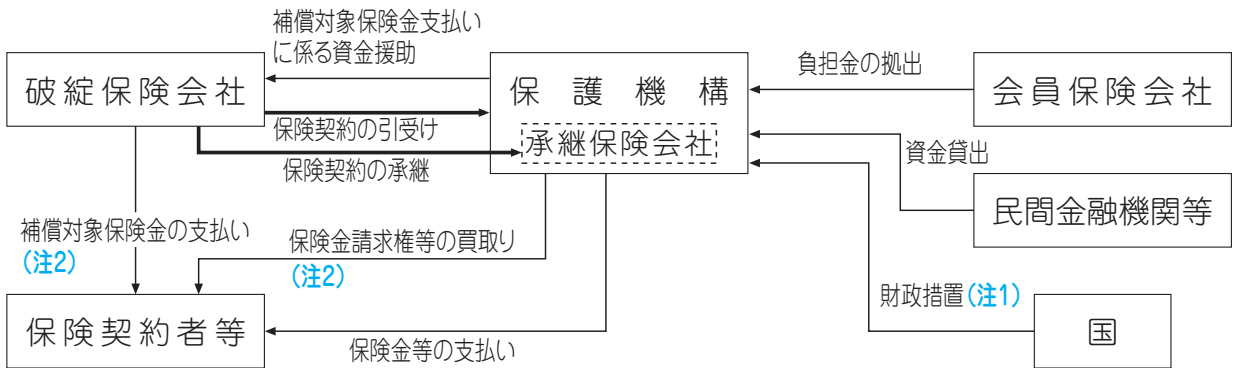 補償対象保険金支払い
に係る資金援助
破綻保険会社
保護機構
承継保険会社
負担金の拠出
会員保険会社
保険契約の引受け
保険契約の承継
資金貸出
民間金融機関等
補償対象保険金の支払い
(注2)
保険金請求権等の買取り
(注2)
財政措置(注1)
保険契約者等
保険金等の支払い
国